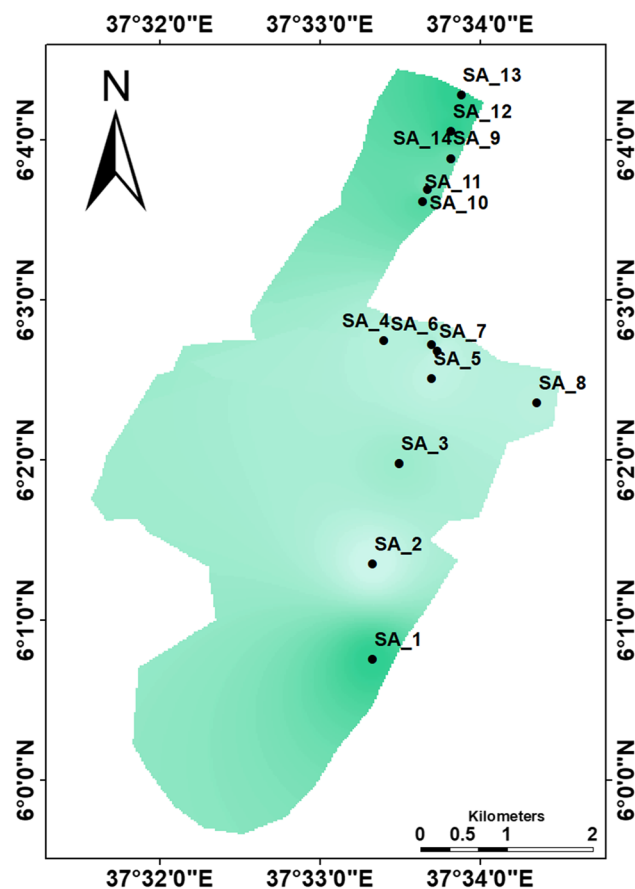 37°32'0"E 37°33'0"E 37°34'0"E
N
SA_13
SA_12
6°4'0"N 6°4'0"N
SA_14 SA_9
SA_11
SA_10
6°3'0"N 6°3'0"N
SA_4 SA_6 SA_7
SA_5
SA_8
SA_3
6°2'0"N 6°2'0"N
SA_2
6°1'0"N 6°1'0"N
SA_1
6°0'0"N 6°0'0"N
Kilometers
0 0.5 1 2
37°32'0"E 37°33'0"E 37°34'0"E